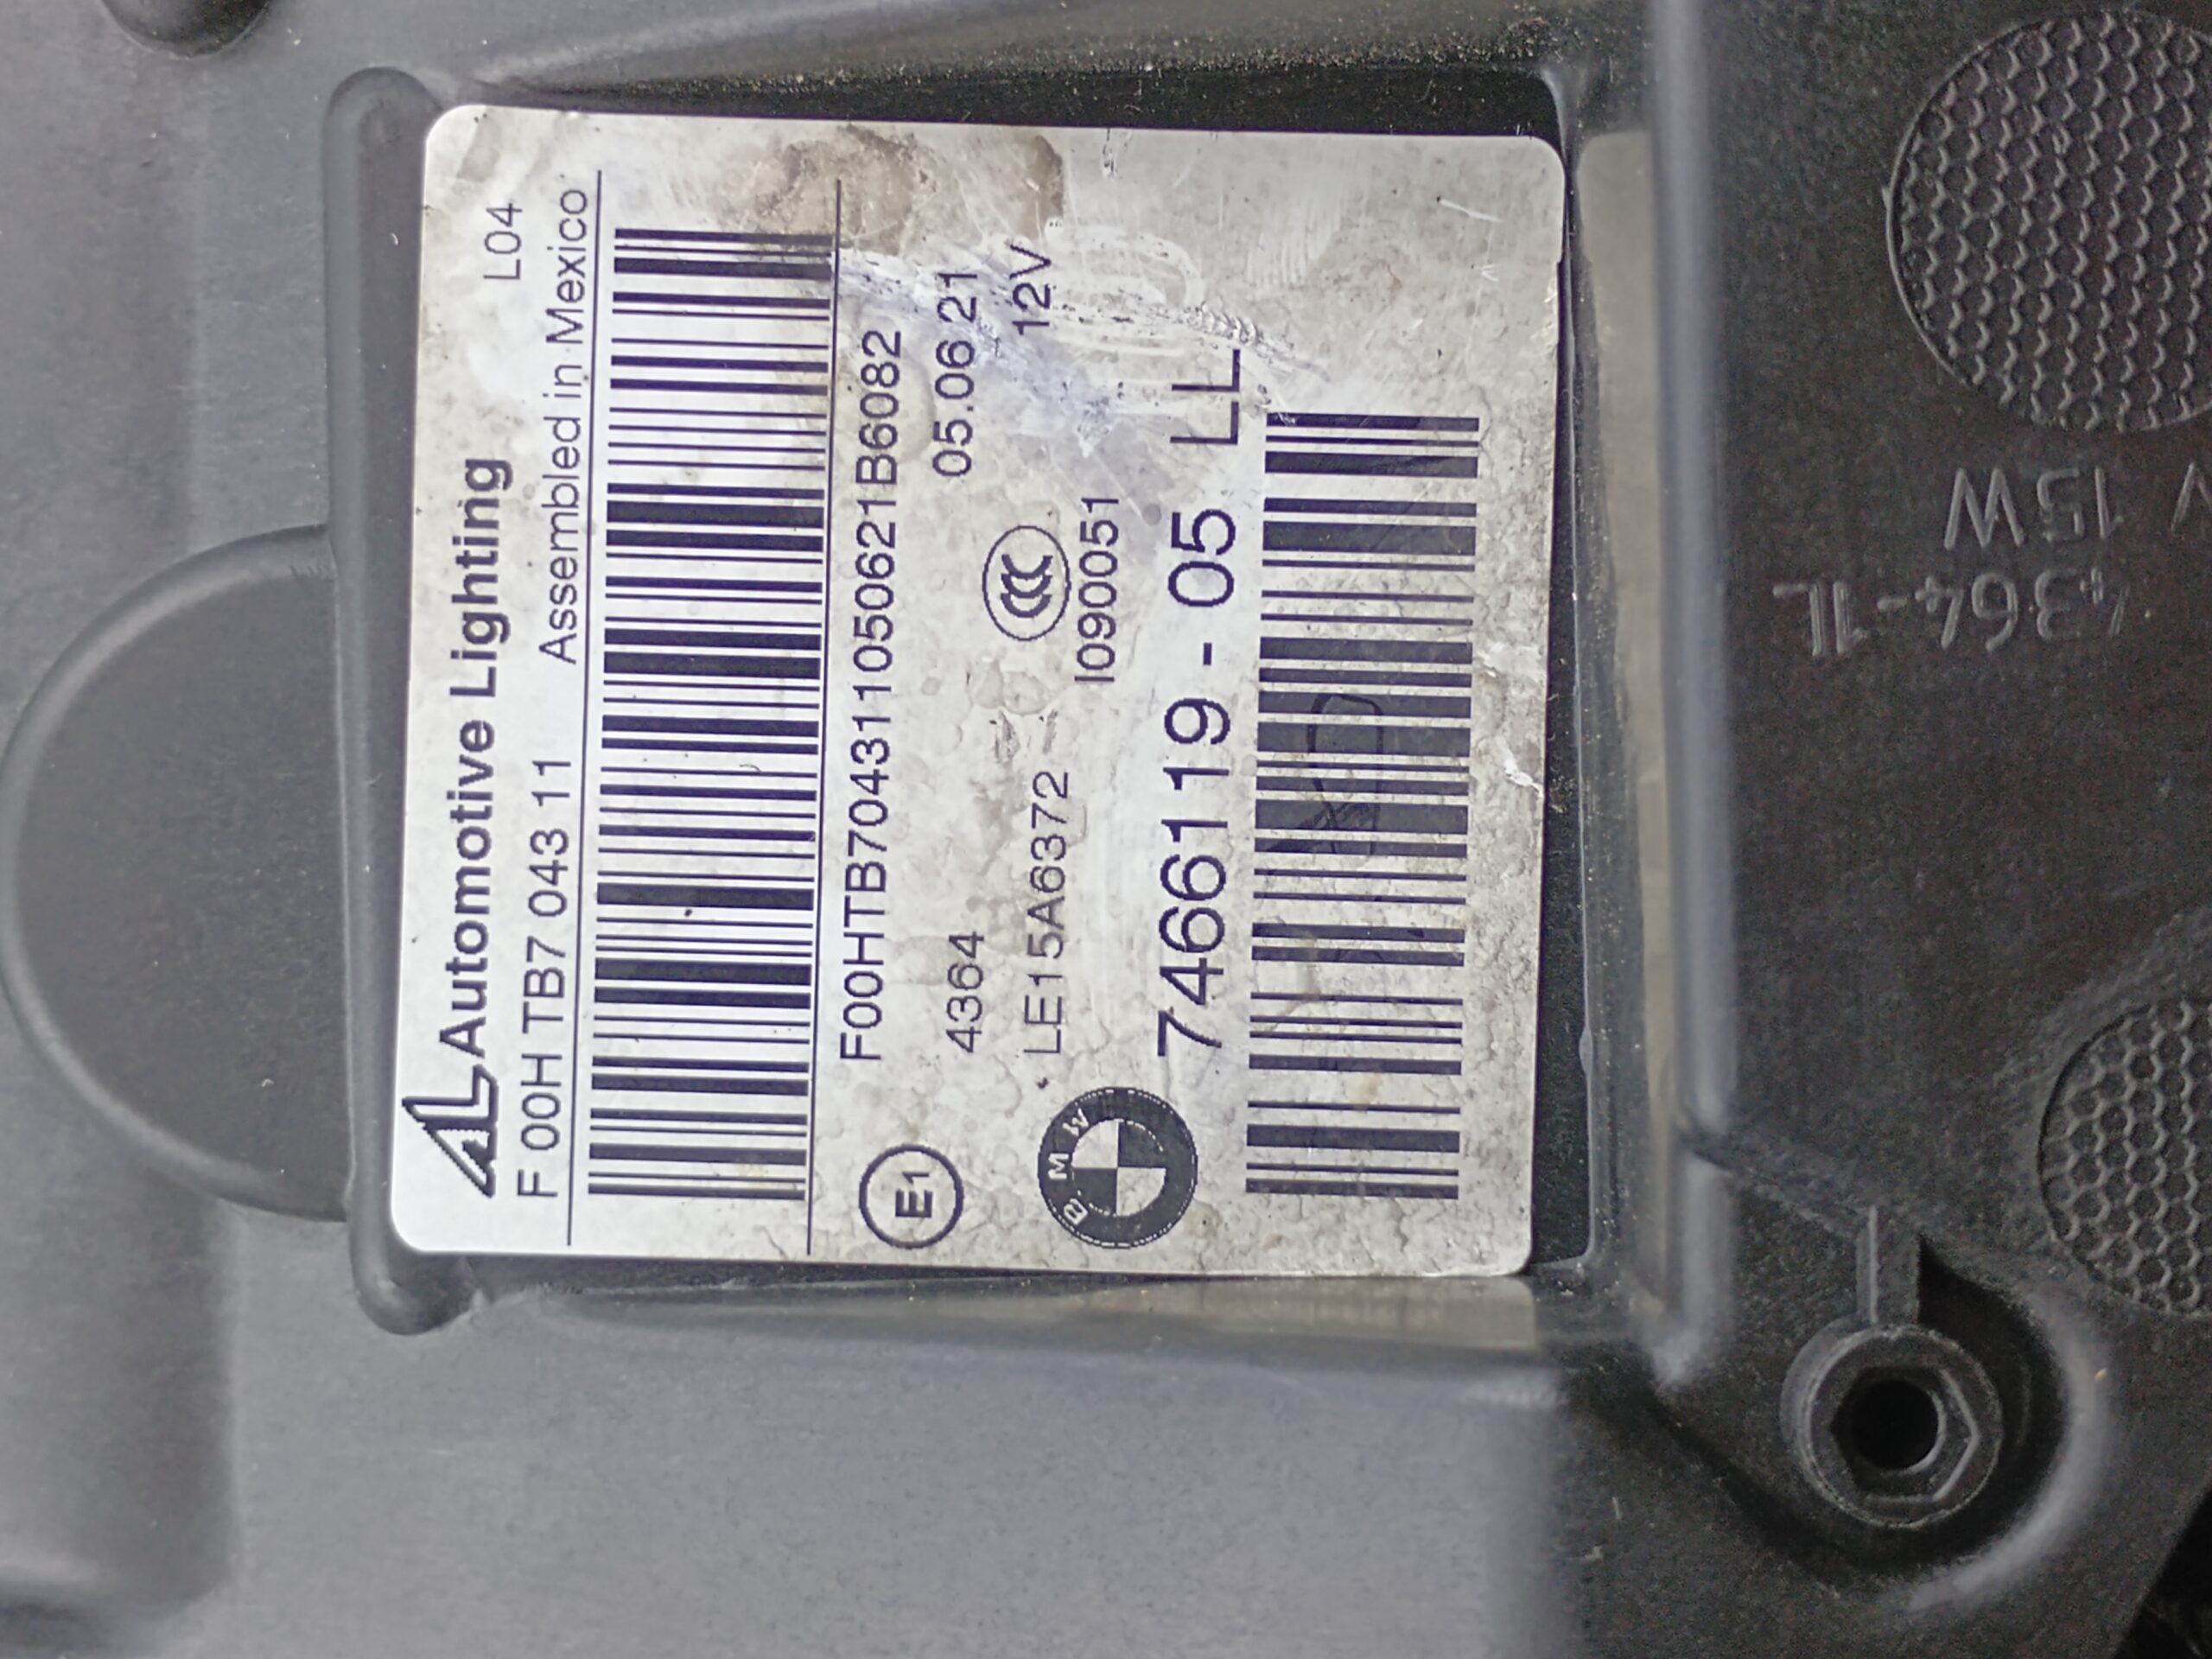 AL Automotive Lighting
L04
F 00H TB7 043 11
Assembled in Mexico
F00HTB704311050621B6082
E1
4364
05.06 21
LE15A6372
12V
I090051
BMW
7466119 - 05 LL
4364-1L
15W